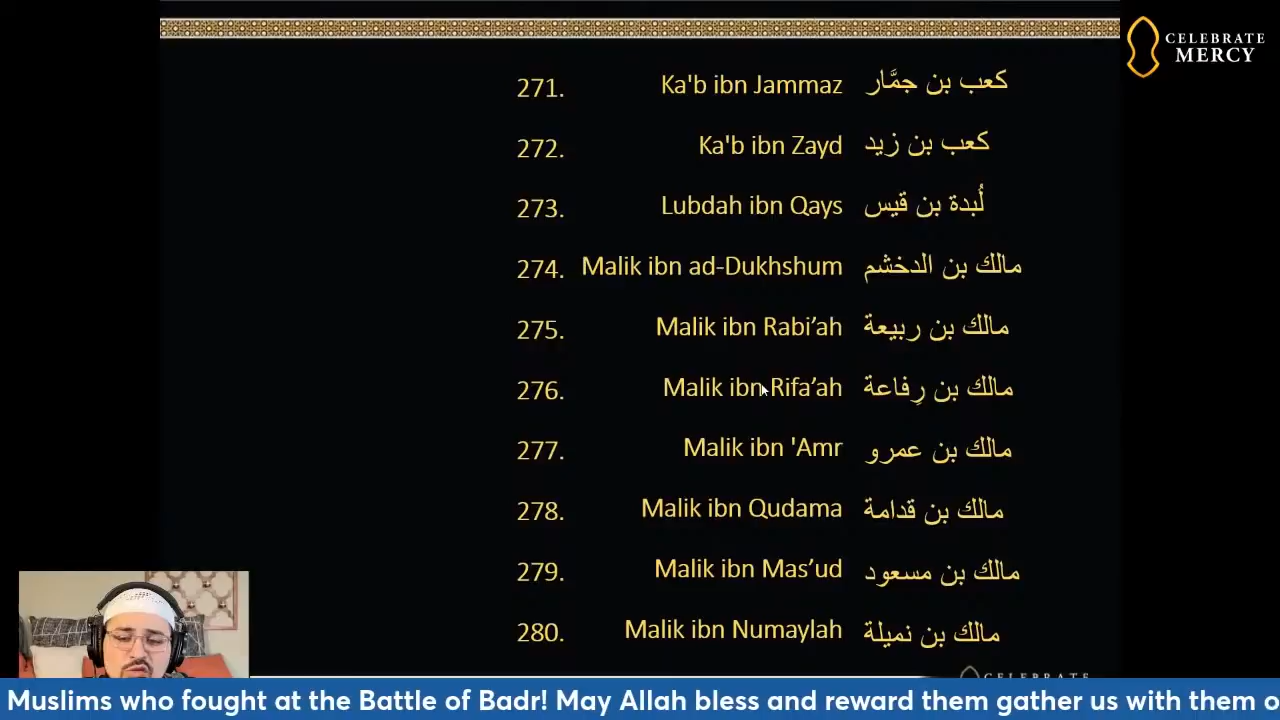 CELEBRATE
MERCY
271. Ka'b ibn Jammaz كعب بن جمَّار
272. Ka'b ibn Zayd كعب بن زيد
273. Lubdah ibn Qays لُبدة بن قيس
274. Malik ibn ad-Dukhshum مالك بن الدخشم
275. Malik ibn Rabi’ah مالك بن ربيعة
276. Malik ibn Rifa’ah مالك بن رِفاعة
277. Malik ibn 'Amr مالك بن عمرو
278. Malik ibn Qudama مالك بن قدامة
279. Malik ibn Mas’ud مالك بن مسعود
280. Malik ibn Numaylah مالك بن نميلة
CELEBRATE
Muslims who fought at the Battle of Badr! May Allah bless and reward them gather us with them o